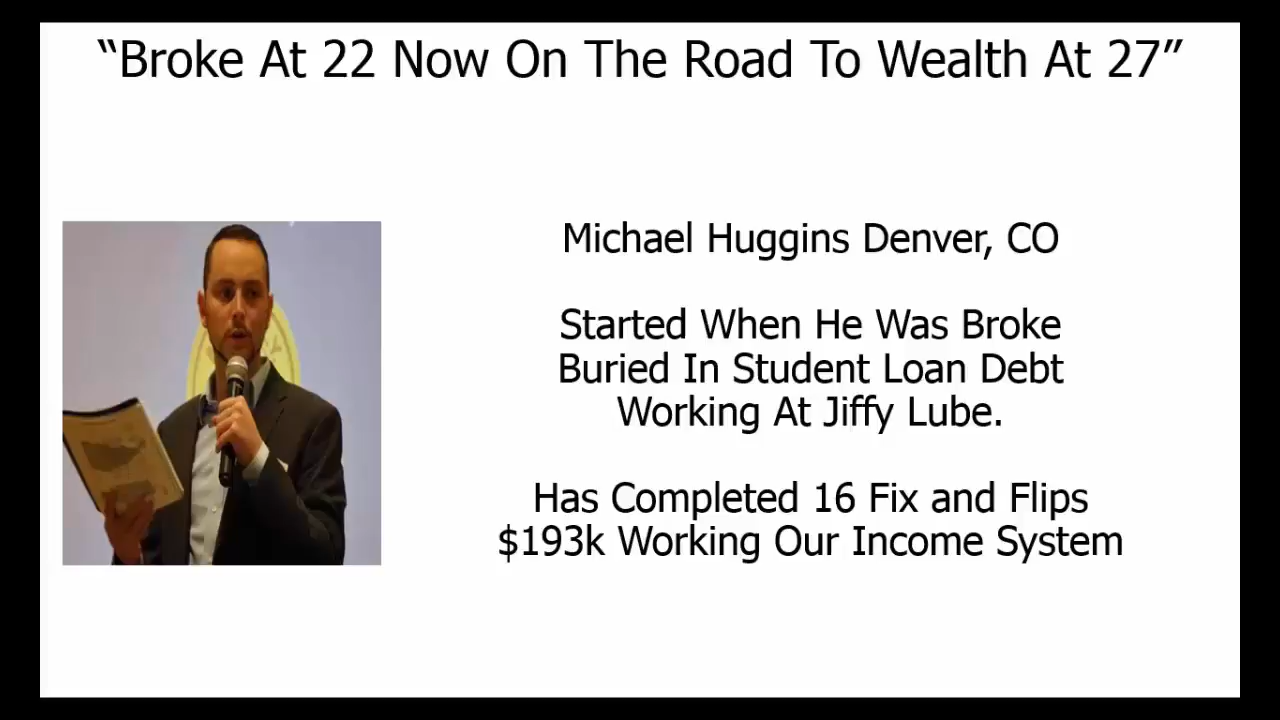 “Broke At 22 Now On The Road To Wealth At 27”
Michael Huggins Denver, CO
Started When He Was Broke
Buried In Student Loan Debt
Working At Jiffy Lube.
Has Completed 16 Fix and Flips
$193k Working Our Income System